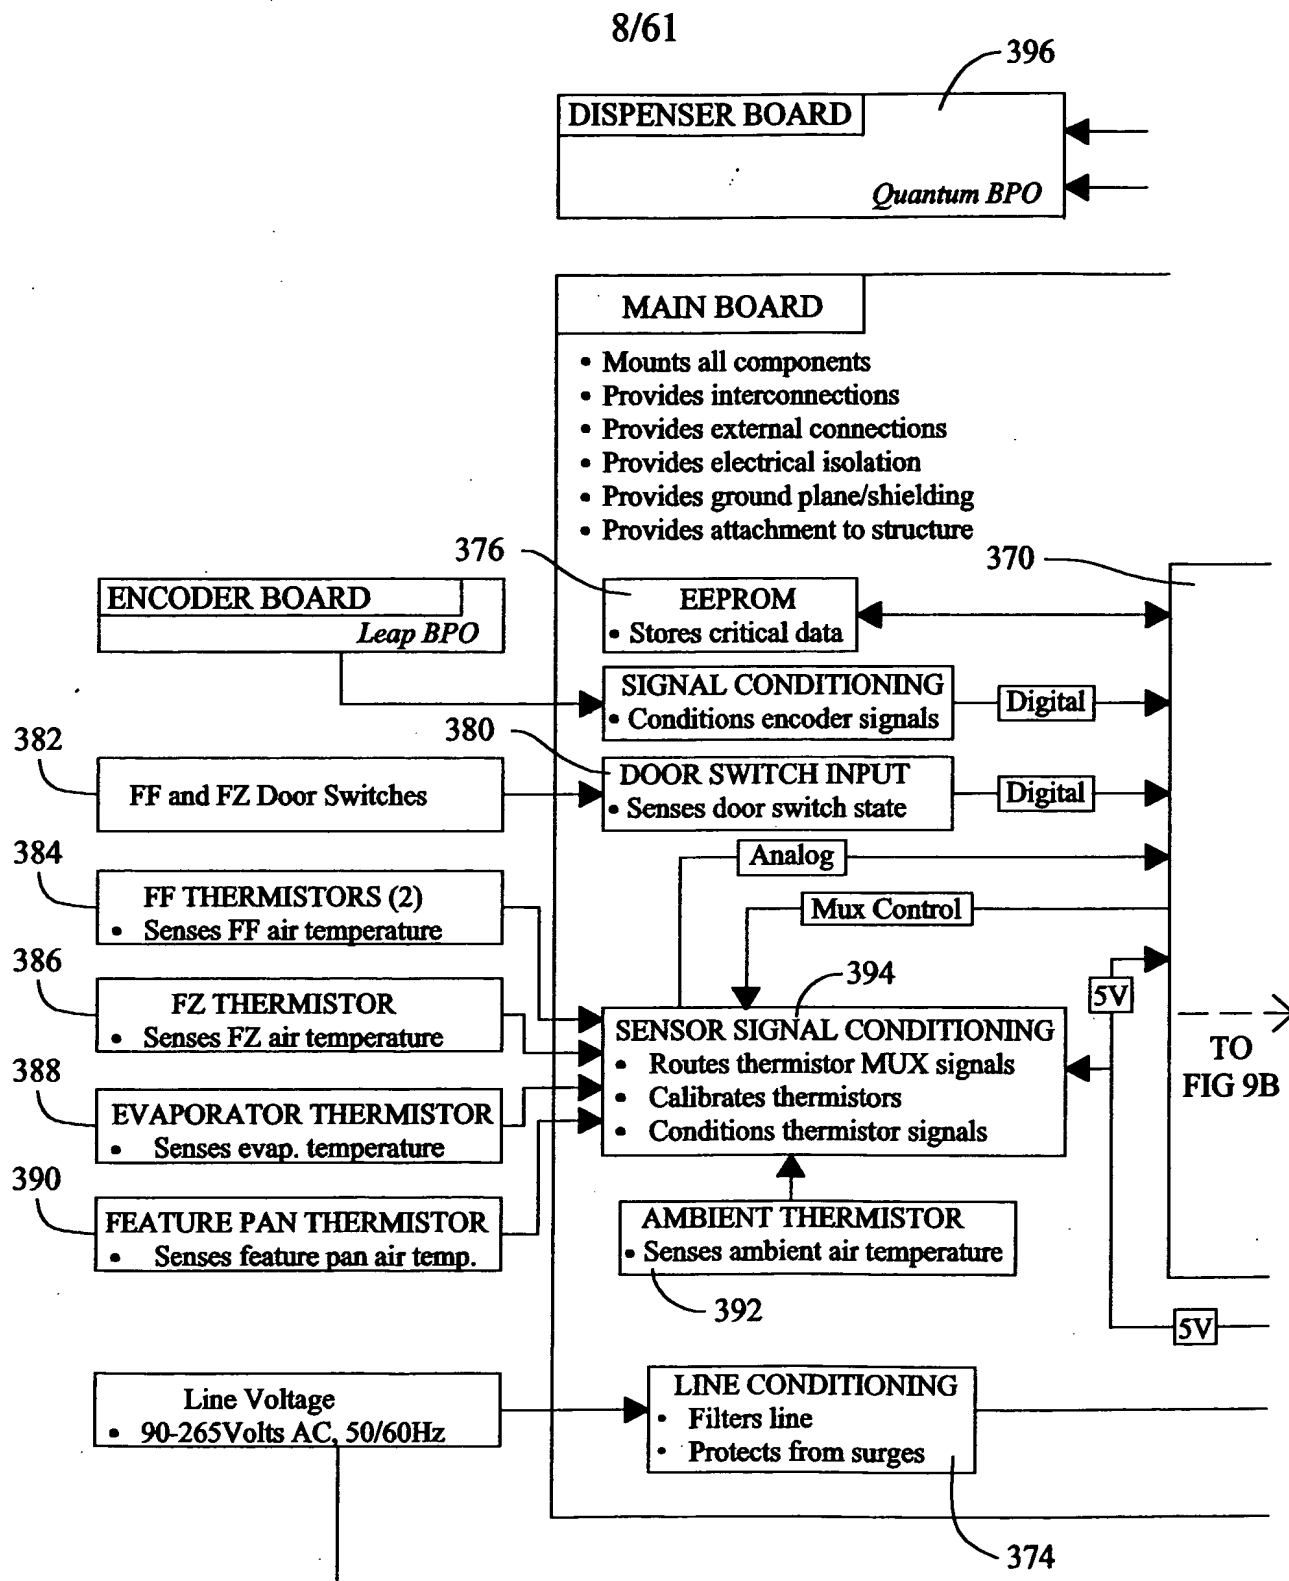 8/61
396
DISPENSER BOARD
Quantum BPO
MAIN BOARD
• Mounts all components
• Provides interconnections
• Provides external connections
• Provides electrical isolation
• Provides ground plane/shielding
• Provides attachment to structure
376
370
ENCODER BOARD
Leap BPO
EEPROM
• Stores critical data
SIGNAL CONDITIONING
• Conditions encoder signals
Digital
382
380
FF and FZ Door Switches
DOOR SWITCH INPUT
• Senses door switch state
Digital
384
Analog
FF THERMISTORS (2)
• Senses FF air temperature
Mux Control
386
394
5V
FZ THERMISTOR
• Senses FZ air temperature
SENSOR SIGNAL CONDITIONING
• Routes thermistor MUX signals
• Calibrates thermistors
• Conditions thermistor signals
TO
FIG 9B
388
EVAPORATOR THERMISTOR
• Senses evap. temperature
390
FEATURE PAN THERMISTOR
• Senses feature pan air temp.
AMBIENT THERMISTOR
• Senses ambient air temperature
392
5V
Line Voltage
• 90-265Volts AC, 50/60Hz
LINE CONDITIONING
• Filters line
• Protects from surges
374